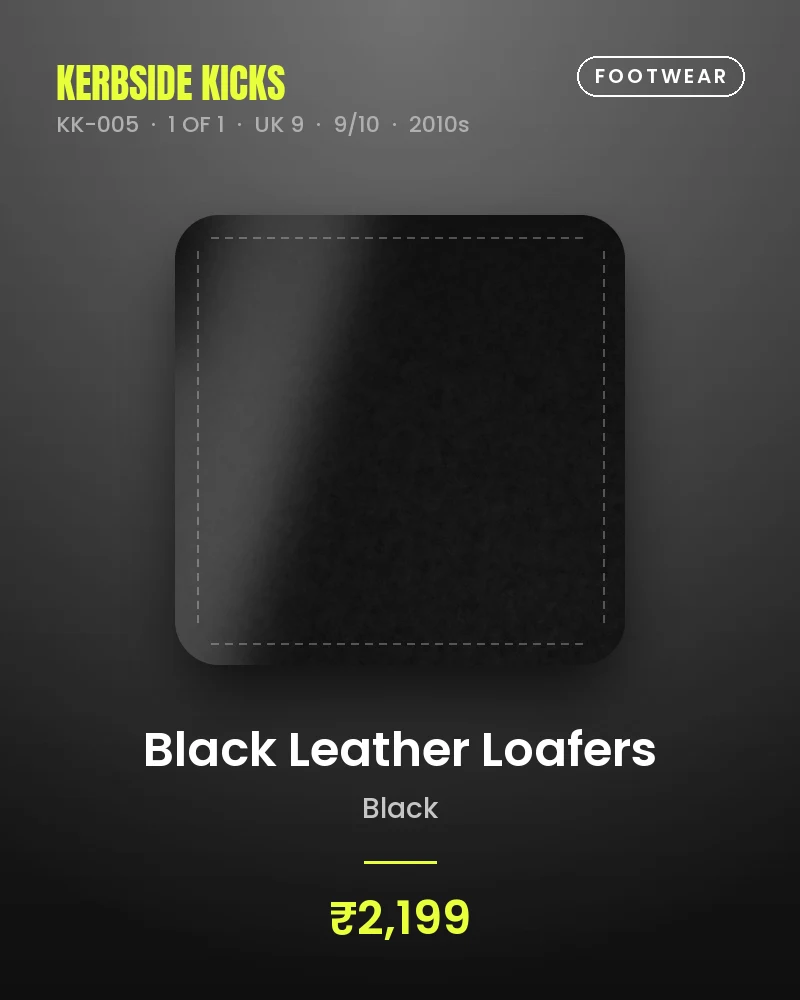 KERBSIDE KICKS
FOOTWEAR
KK-005 · 1 OF 1 · UK 9 · 9/10 · 2010s
Black Leather Loafers
Black
₹2,199